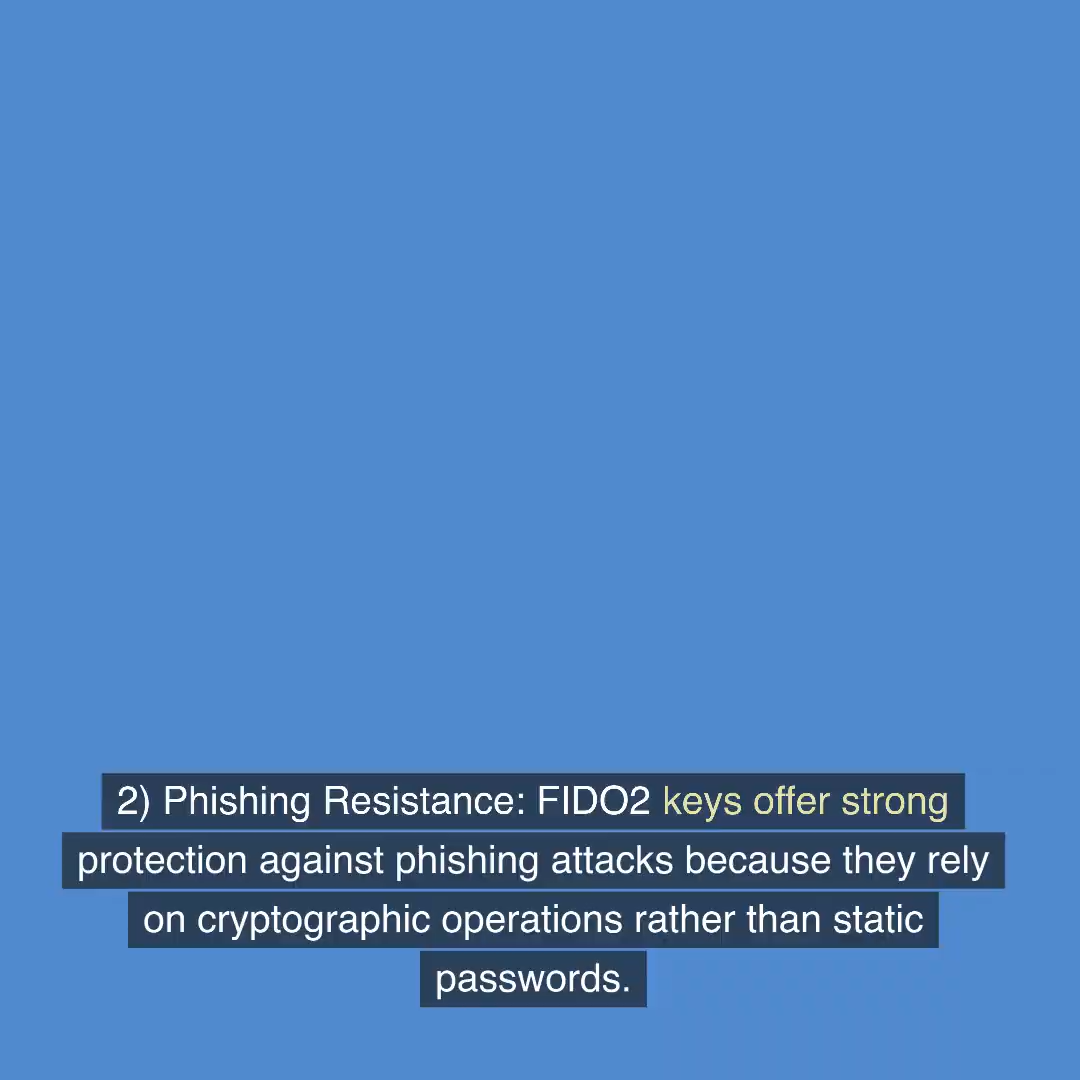 2) Phishing Resistance: FIDO2 keys offer strong
protection against phishing attacks because they rely
on cryptographic operations rather than static
passwords.